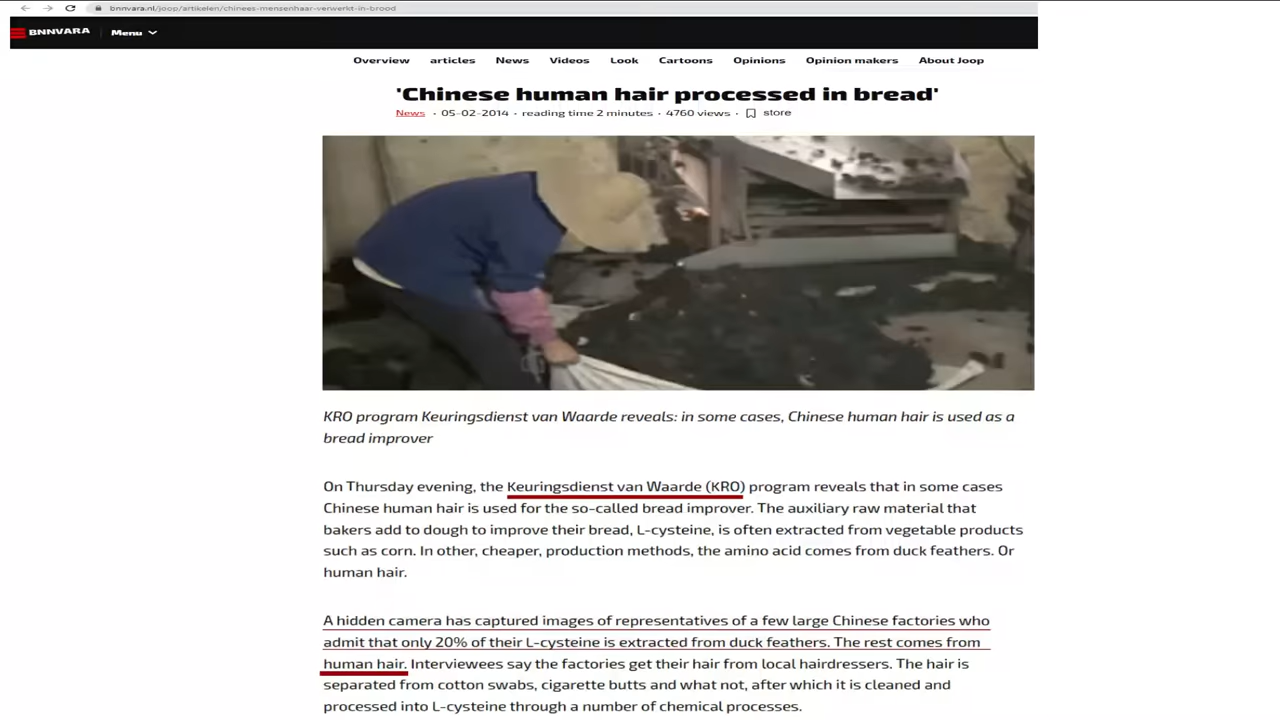 bnnvara.nl/joop/artikelen/chinees-mensenhaar-verwerkt-in-brood
BNNVARA Menu
Overview articles News Videos Look Cartoons Opinions Opinion makers About Joop
'Chinese human hair processed in bread'
News • 05-02-2014 • reading time 2 minutes • 4760 views • store
KRO program Keuringsdienst van Waarde reveals: in some cases, Chinese human hair is used as a
bread improver
On Thursday evening, the Keuringsdienst van Waarde (KRO) program reveals that in some cases
Chinese human hair is used for the so-called bread improver. The auxiliary raw material that
bakers add to dough to improve their bread, L-cysteine, is often extracted from vegetable products
such as corn. In other, cheaper, production methods, the amino acid comes from duck feathers. Or
human hair.
A hidden camera has captured images of representatives of a few large Chinese factories who
admit that only 20% of their L-cysteine is extracted from duck feathers. The rest comes from
human hair. Interviewees say the factories get their hair from local hairdressers. The hair is
separated from cotton swabs, cigarette butts and what not, after which it is cleaned and
processed into L-cysteine through a number of chemical processes.